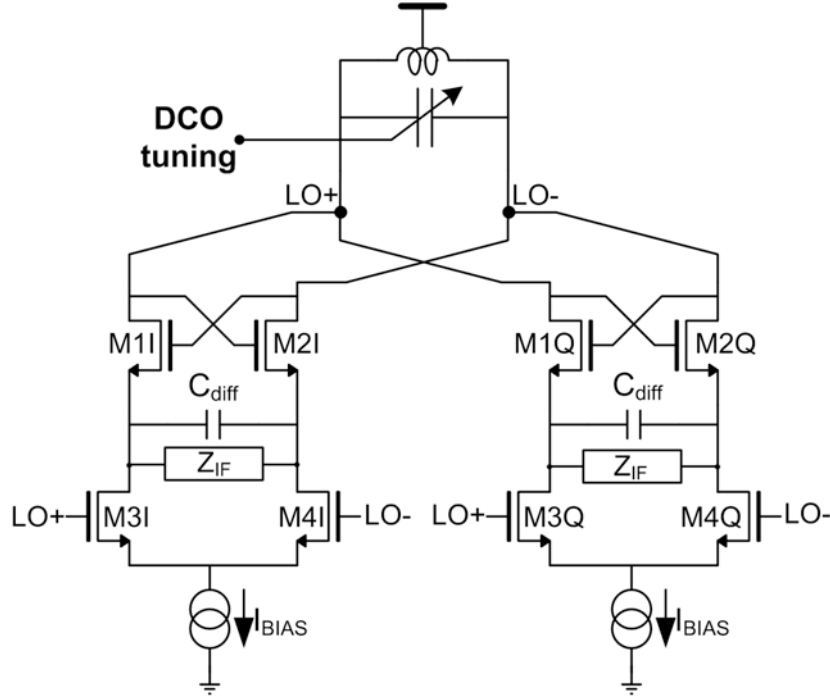 DCO
tuning
LO+ LO-
M1I M2I M1Q M2Q
Cdiff Cdiff
ZIF ZIF
LO+ M3I M4I LO- LO+ M3Q M4Q LO-
IBIAS IBIAS